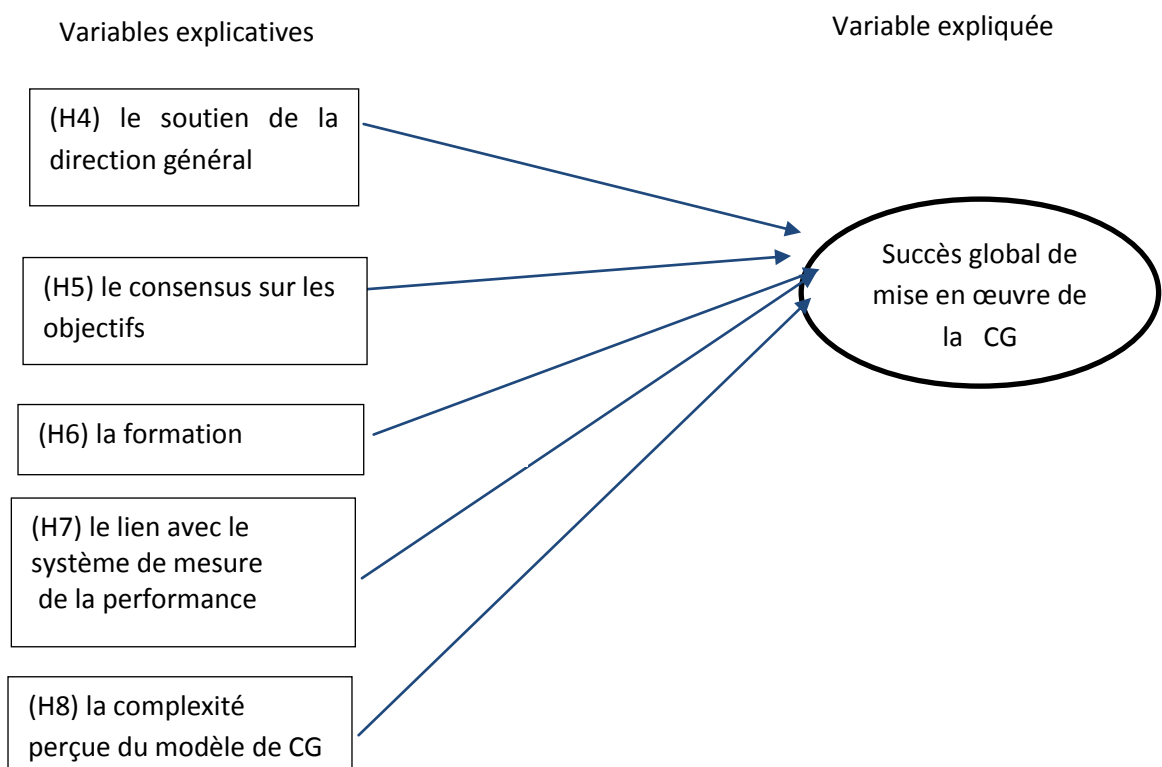 Variables explicatives
Variable expliquée
(H4) le soutien de la
direction général
(H5) le consensus sur les
objectifs
(H6) la formation
(H7) le lien avec le
système de mesure
de la performance
(H8) la complexité
perçue du modèle de CG
Succès global de
mise en œuvre de
la CG